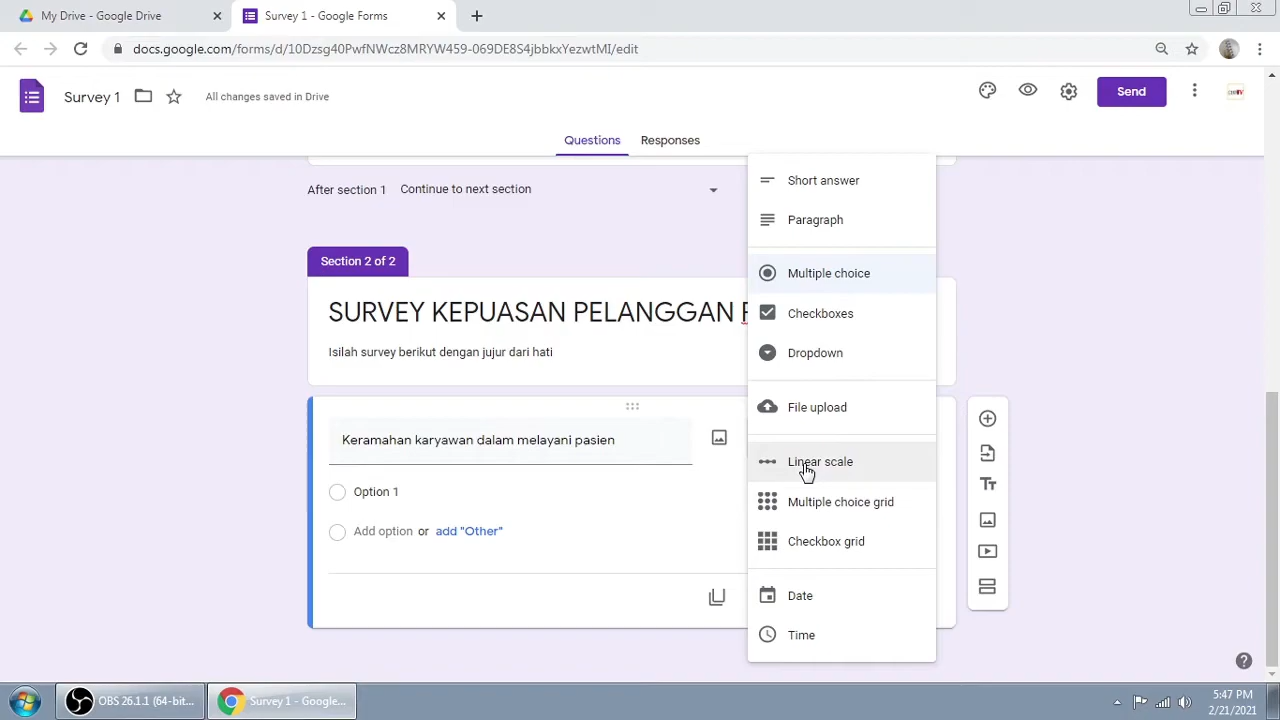 My Drive - Google Drive
Survey 1 - Google Forms
docs.google.com/forms/d/10Dzsg40PwfNWcz8MRYW459-069DE8S4jbbkxYezwtMI/edit
Survey 1
All changes saved in Drive
Send
Questions
Responses
After section 1
Continue to next section
Section 2 of 2
SURVEY KEPUASAN PELANGGAN
Isilah survey berikut dengan jujur dari hati
Keramahan karyawan dalam melayani pasien
Option 1
Add option or add "Other"
Short answer
Paragraph
Multiple choice
Checkboxes
Dropdown
File upload
Linear scale
Multiple choice grid
Checkbox grid
Date
Time
OBS 26.1.1 (64-bit...
Survey 1 - Google...
5:47 PM
2/21/2021